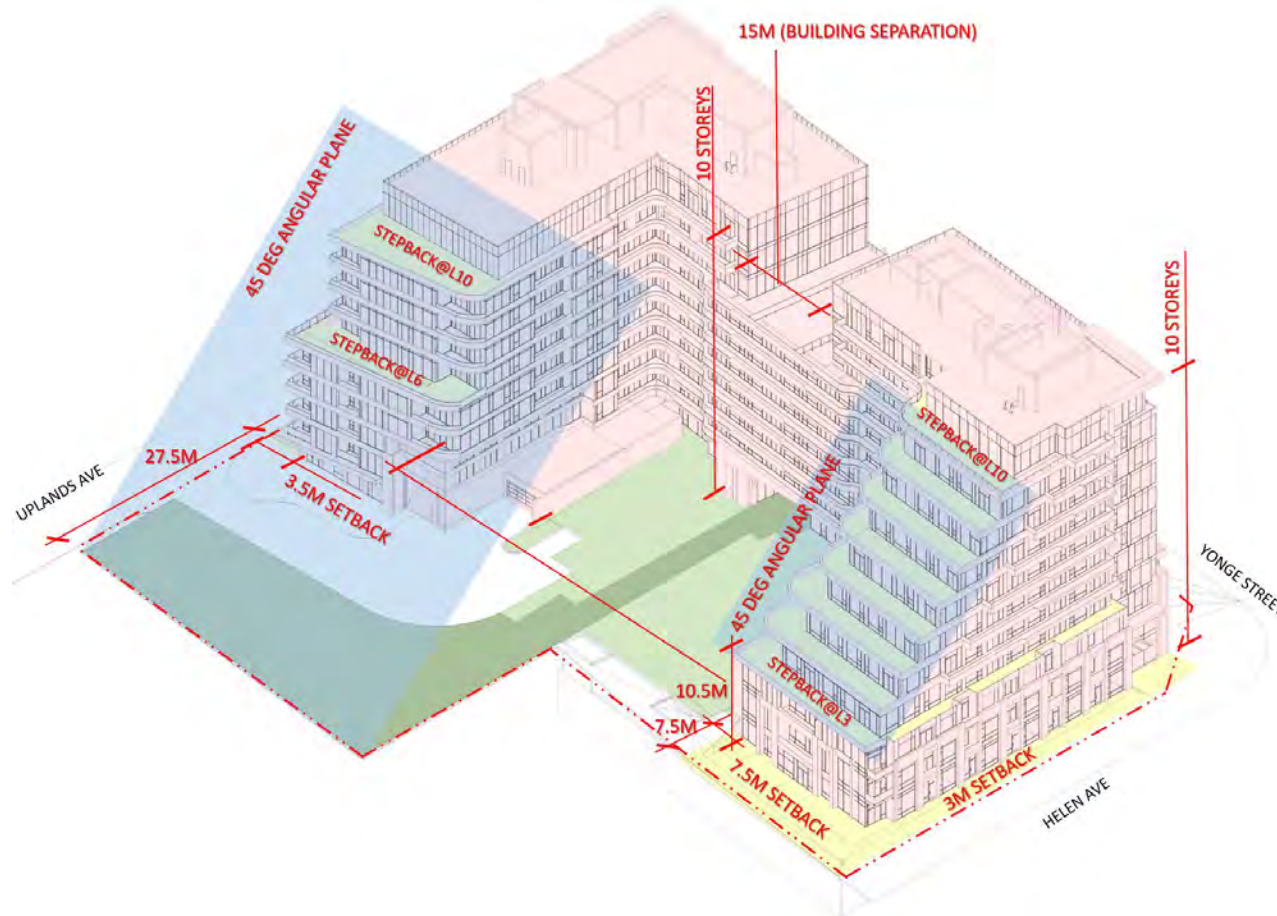 15M (BUILDING SEPARATION)
10 STOREYS
45 DEG ANGULAR PLANE
STEPBACK@L10
10 STOREYS
STEPBACK@L6
STEPBACK@L10
27.5M
UPLANDS AVE
3.5M SETBACK
45 DEG ANGULAR PLANE
YONGE STREET
STEPBACK@L3
10.5M
7.5M
7.5M SETBACK
3M SETBACK
HELEN AVE